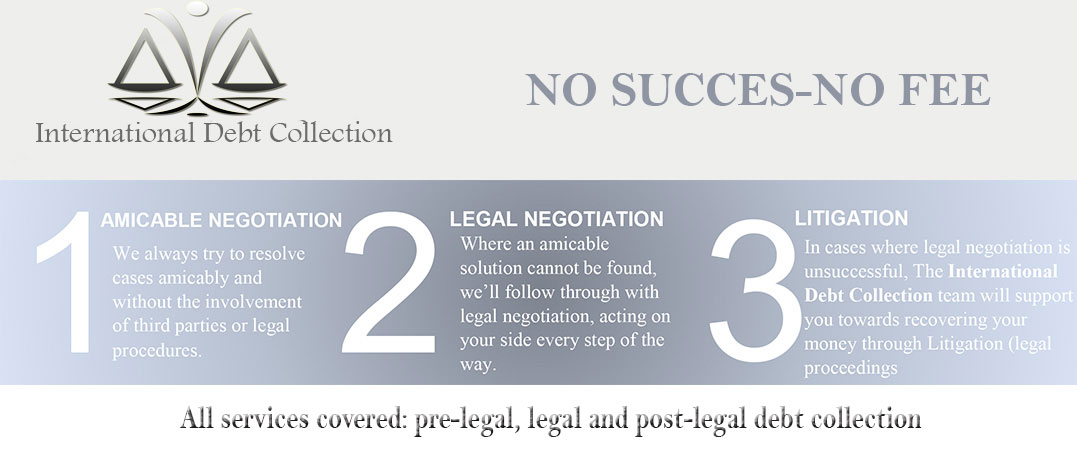 International Debt Collection
NO SUCCES-NO FEE
1
AMICABLE NEGOTIATION
We always try to resolve
cases amicably and
without the involvement
of third parties or legal
procedures.
2
LEGAL NEGOTIATION
Where an amicable
solution cannot be found,
we’ll follow through with
legal negotiation, acting on
your side every step of the
way.
3
LITIGATION
In cases where legal negotiation is
unsuccessful, The International
Debt Collection team will support
you towards recovering your
money through Litigation (legal
proceedings
All services covered: pre-legal, legal and post-legal debt collection